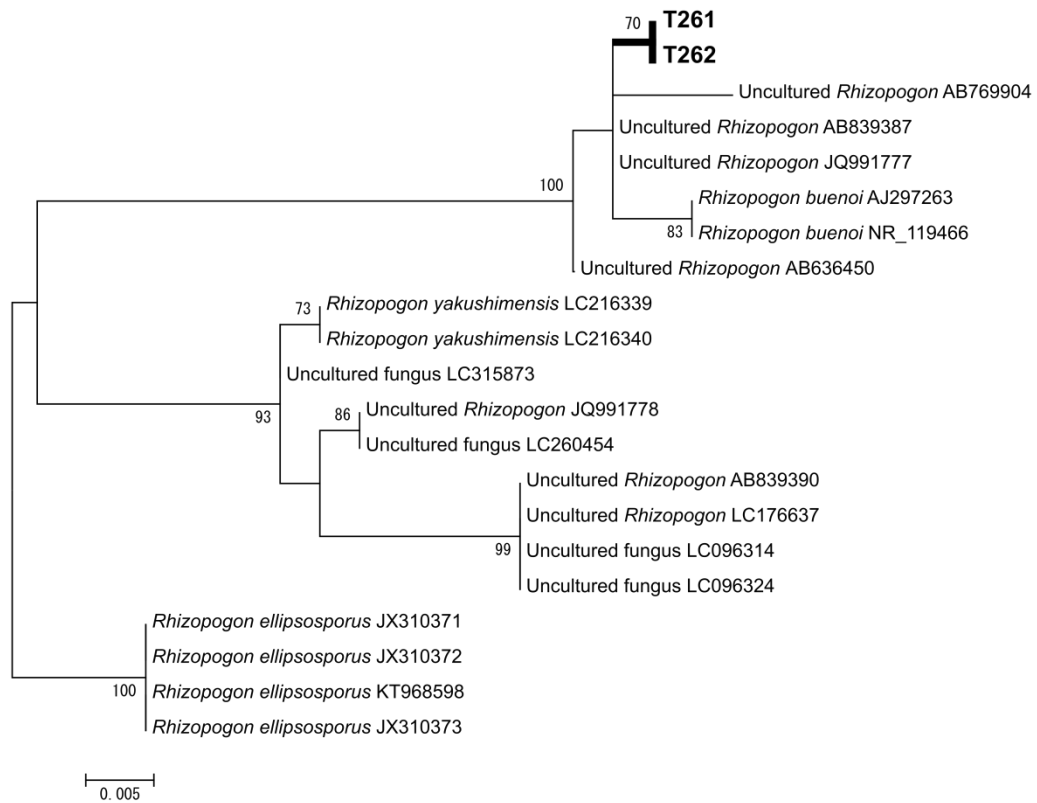 70
T261
T262
Uncultured Rhizopogon AB769904
Uncultured Rhizopogon AB839387
Uncultured Rhizopogon JQ991777
100
Rhizopogon buenoi AJ297263
83
Rhizopogon buenoi NR_119466
Uncultured Rhizopogon AB636450
73
Rhizopogon yakushimensis LC216339
Rhizopogon yakushimensis LC216340
Uncultured fungus LC315873
93
86
Uncultured Rhizopogon JQ991778
Uncultured fungus LC260454
Uncultured Rhizopogon AB839390
Uncultured Rhizopogon LC176637
99
Uncultured fungus LC096314
Uncultured fungus LC096324
Rhizopogon ellipsosporus JX310371
Rhizopogon ellipsosporus JX310372
100
Rhizopogon ellipsosporus KT968598
Rhizopogon ellipsosporus JX310373
0.005